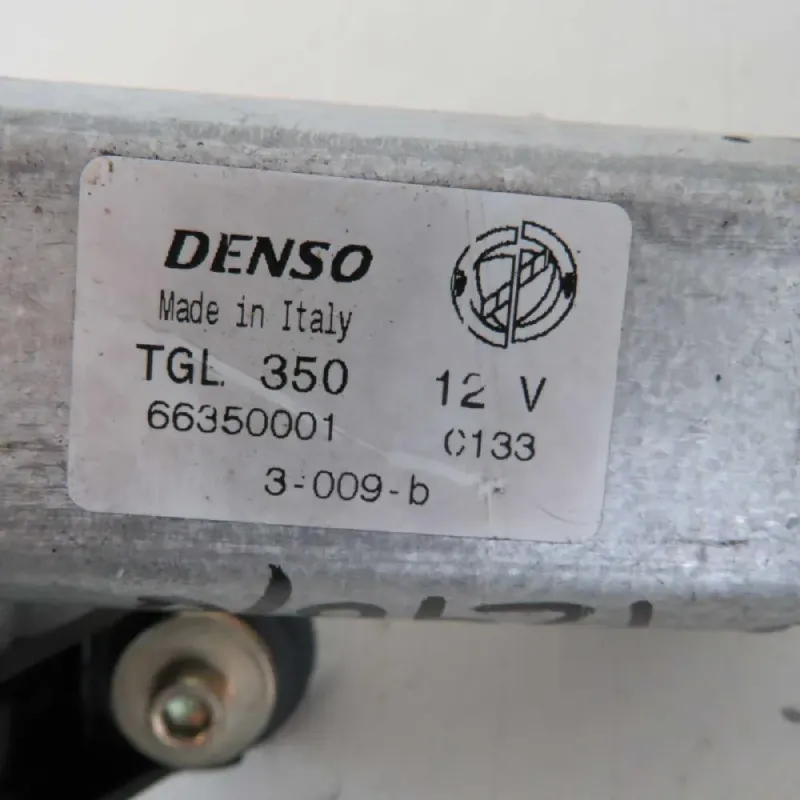 DENSO
Made in Italy
TGL 350 12 V
66350001 C133
3-009-b